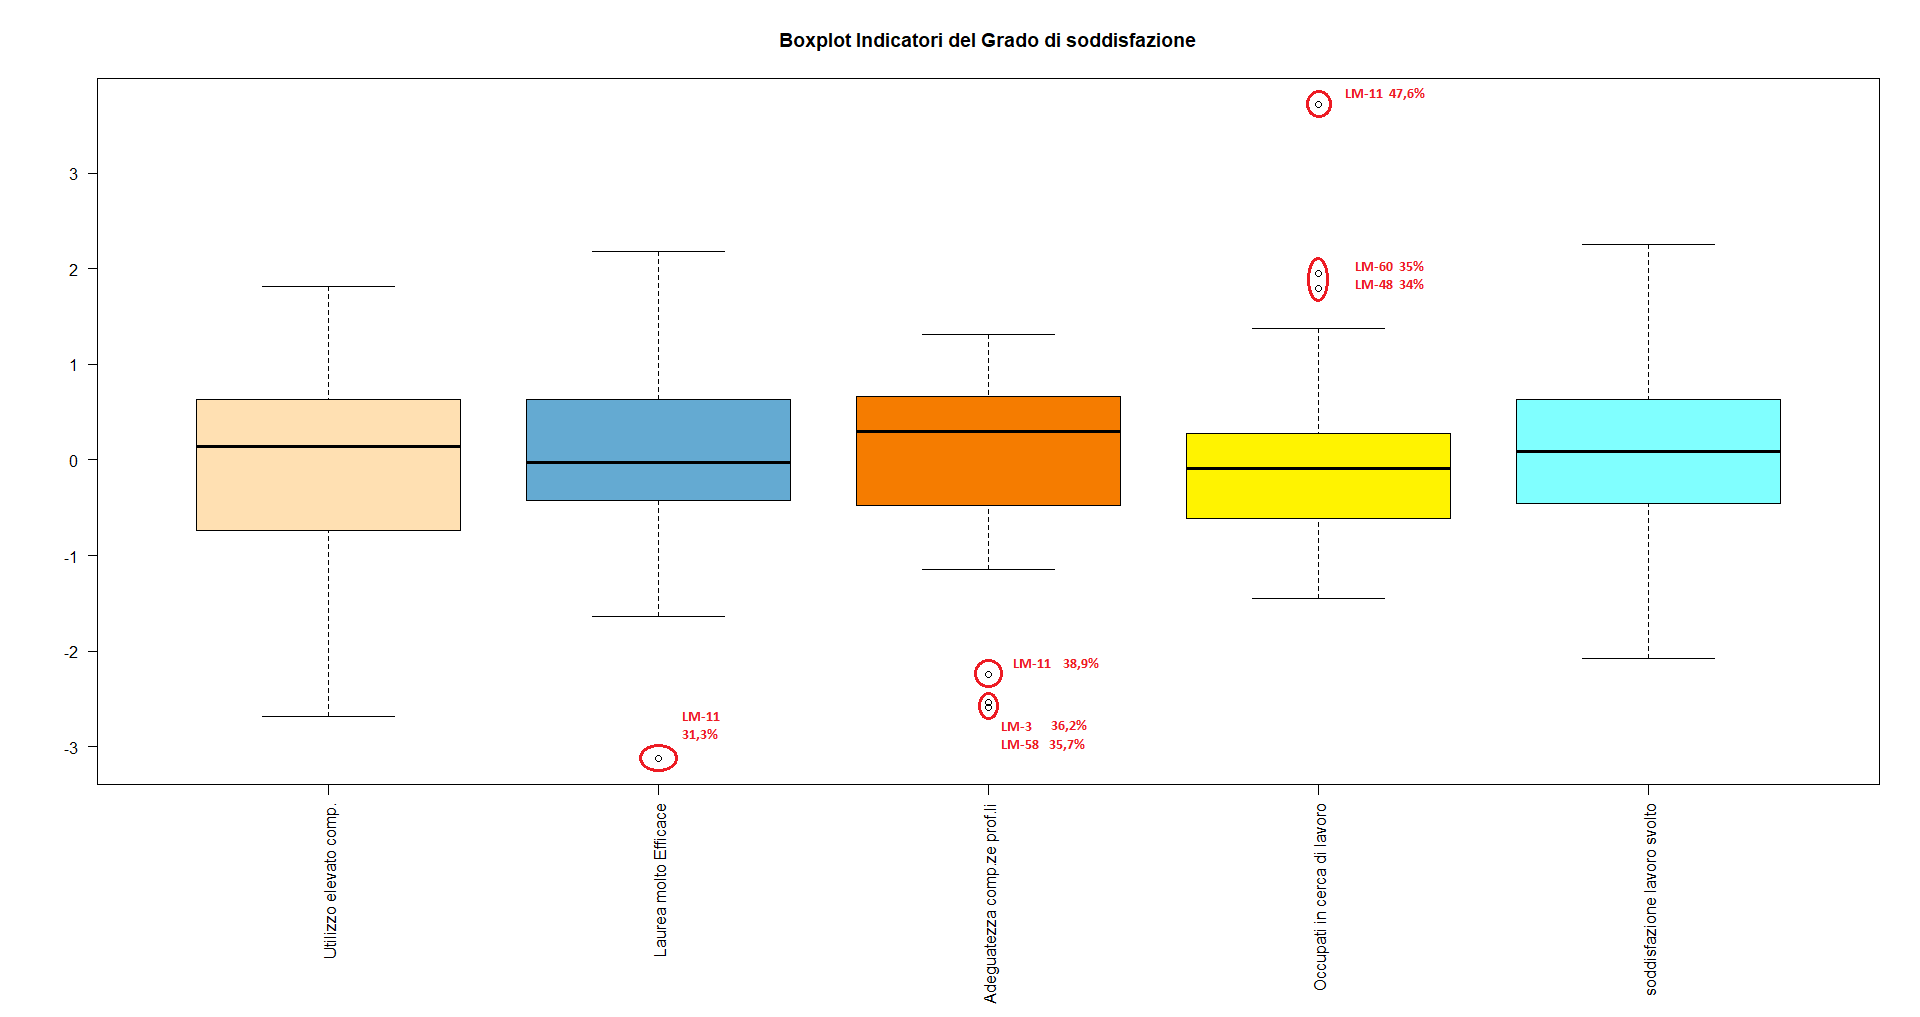 Boxplot Indicatori del Grado di soddisfazione
3
2
1
0
-1
-2
-3
LM-11 31,3%
LM-11 38,9%
LM-3 36,2%
LM-58 35,7%
LM-11 47,6%
LM-60 35%
LM-48 34%
Utilizzo elevato comp.
Laurea molto Efficace
Adeguatezza comp.ze prof.li
Occupati in cerca di lavoro
soddisfazione lavoro svolto